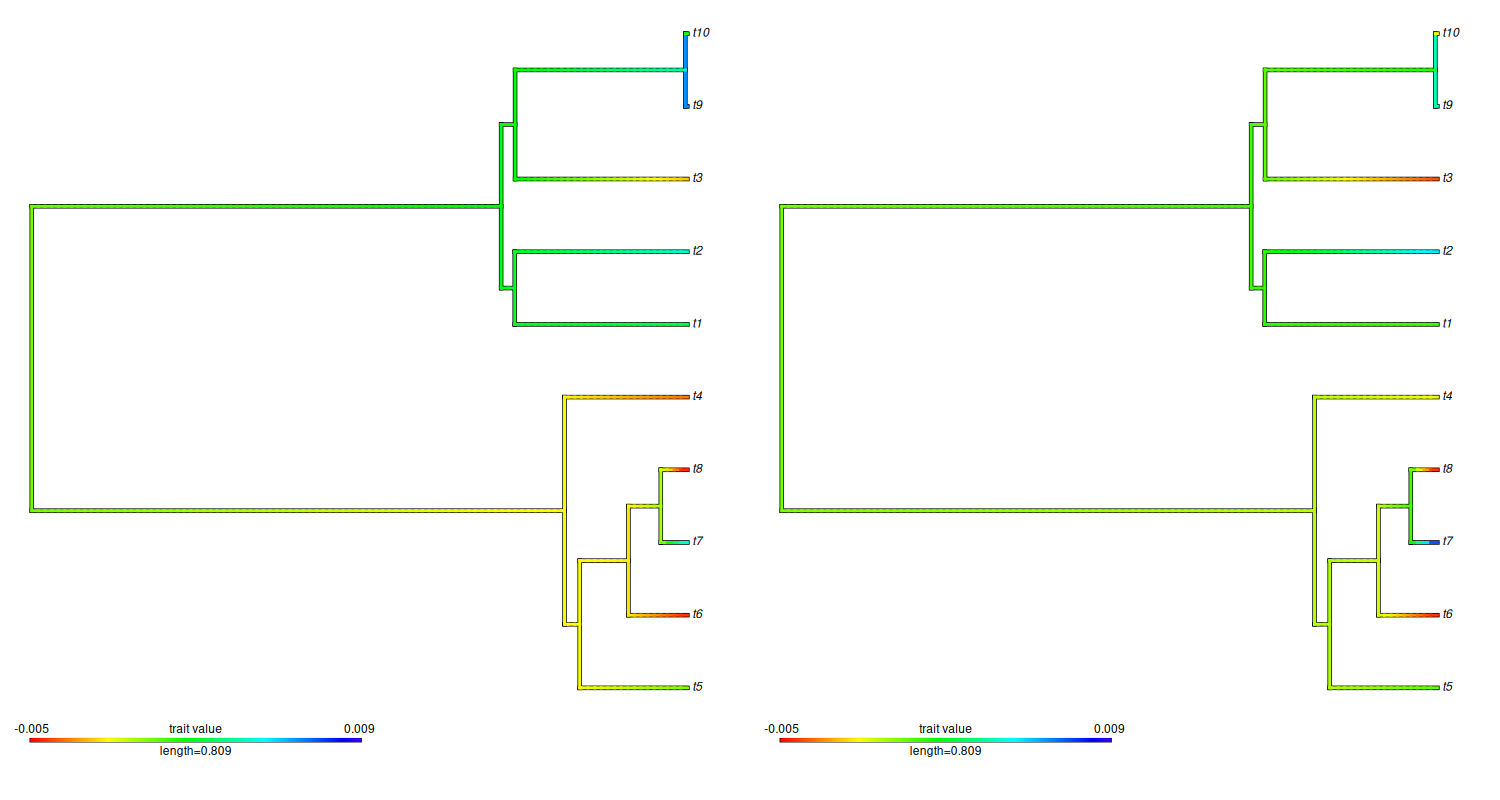 t10
t9
t3
t2
t1
t4
t8
t7
t6
t5
-0.005 trait value 0.009
length=0.809
t10
t9
t3
t2
t1
t4
t8
t7
t6
t5
-0.005 trait value 0.009
length=0.809